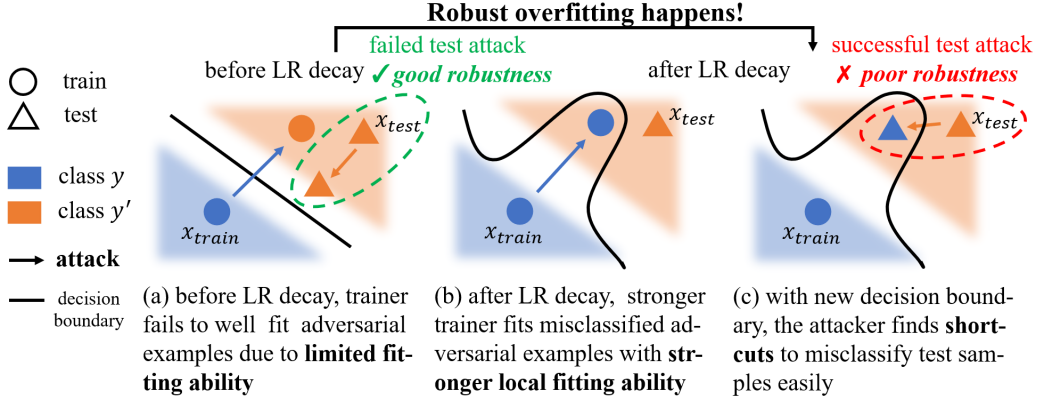 Robust overfitting happens!
failed test attack
successful test attack
before LR decay
✓good robustness
after LR decay
✗ poor robustness
train
test
class y
class y′
attack
decision
boundary
x_test
x_train
x_test
x_train
x_test
x_train
(a) before LR decay, trainer
fails to well fit adversarial
examples due to limited fit-
ting ability
(b) after LR decay, stronger
trainer fits misclassified ad-
versarial examples with str-
onger local fitting ability
(c) with new decision bound-
ary, the attacker finds short-
cuts to misclassify test sam-
ples easily